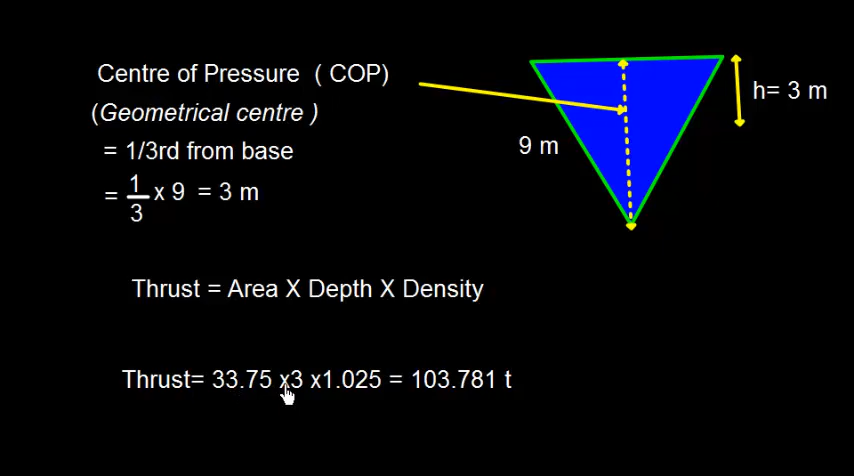 Centre of Pressure ( COP)
(Geometrical centre )
= 1/3rd from base
= 1/3 x 9 = 3 m
9 m
h= 3 m
Thrust = Area X Depth X Density
Thrust= 33.75 x3 x1.025 = 103.781 t